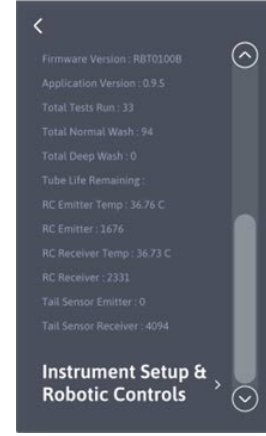 Firmware Version : RBT0100B
Application Version : 0.9.5
Total Tests Run : 33
Total Normal Wash : 94
Total Deep Wash : 0
Tube Life Remaining :
RC Emitter Temp : 36.76 C
RC Emitter : 1676
RC Receiver Temp : 36.73 C
RC Receiver : 2331
Tail Sensor Emitter : 0
Tail Sensor Receiver : 4094
Instrument Setup &
Robotic Controls